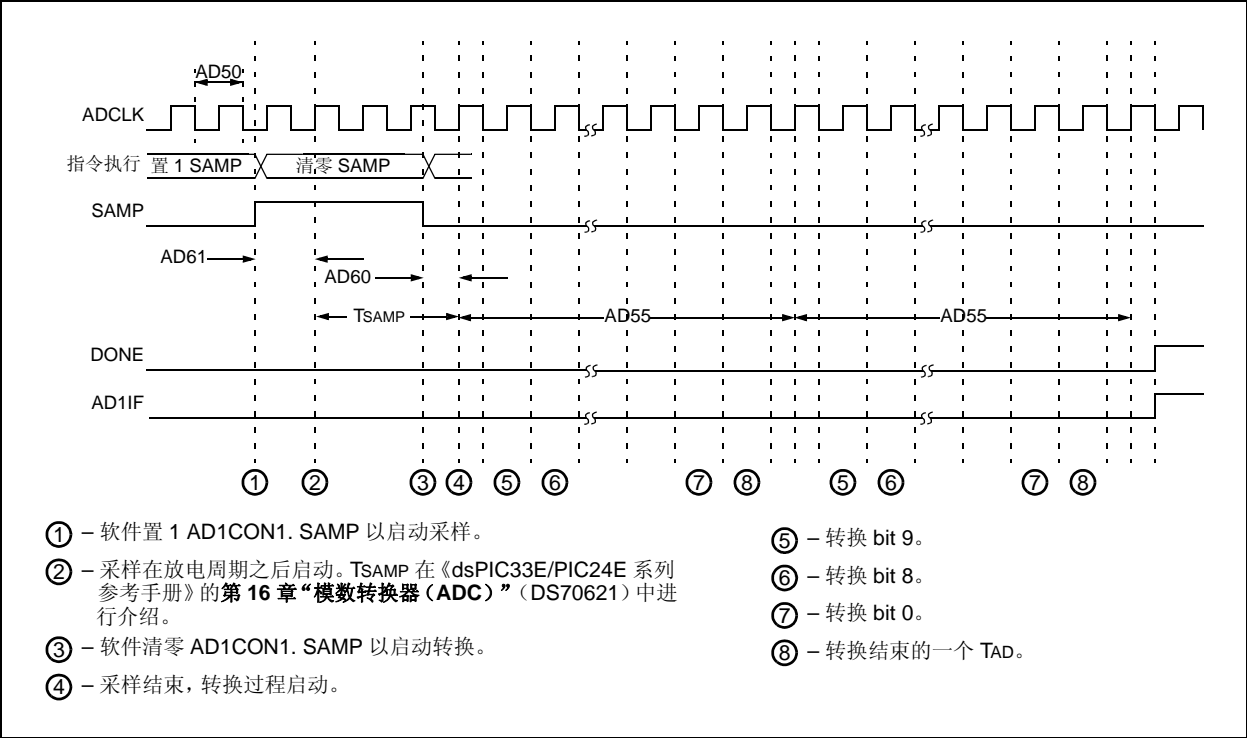 AD50
ADCLK
指令执行 置 1 SAMP 清零 SAMP
SAMP
AD61
AD60
TSAMP AD55 AD55
DONE
AD1IF
① ② ③ ④ ⑤ ⑥ ⑦ ⑧ ⑤ ⑥ ⑦ ⑧
① – 软件置 1 AD1CON1. SAMP 以启动采样。
② – 采样在放电周期之后启动。TSAMP 在《dsPIC33E/PIC24E 系列
参考手册》的第 16 章“模数转换器(ADC)”(DS70621)中进
行介绍。
③ – 软件清零 AD1CON1. SAMP 以启动转换。
④ – 采样结束，转换过程启动。
⑤ – 转换 bit 9。
⑥ – 转换 bit 8。
⑦ – 转换 bit 0。
⑧ – 转换结束的一个 TAD。